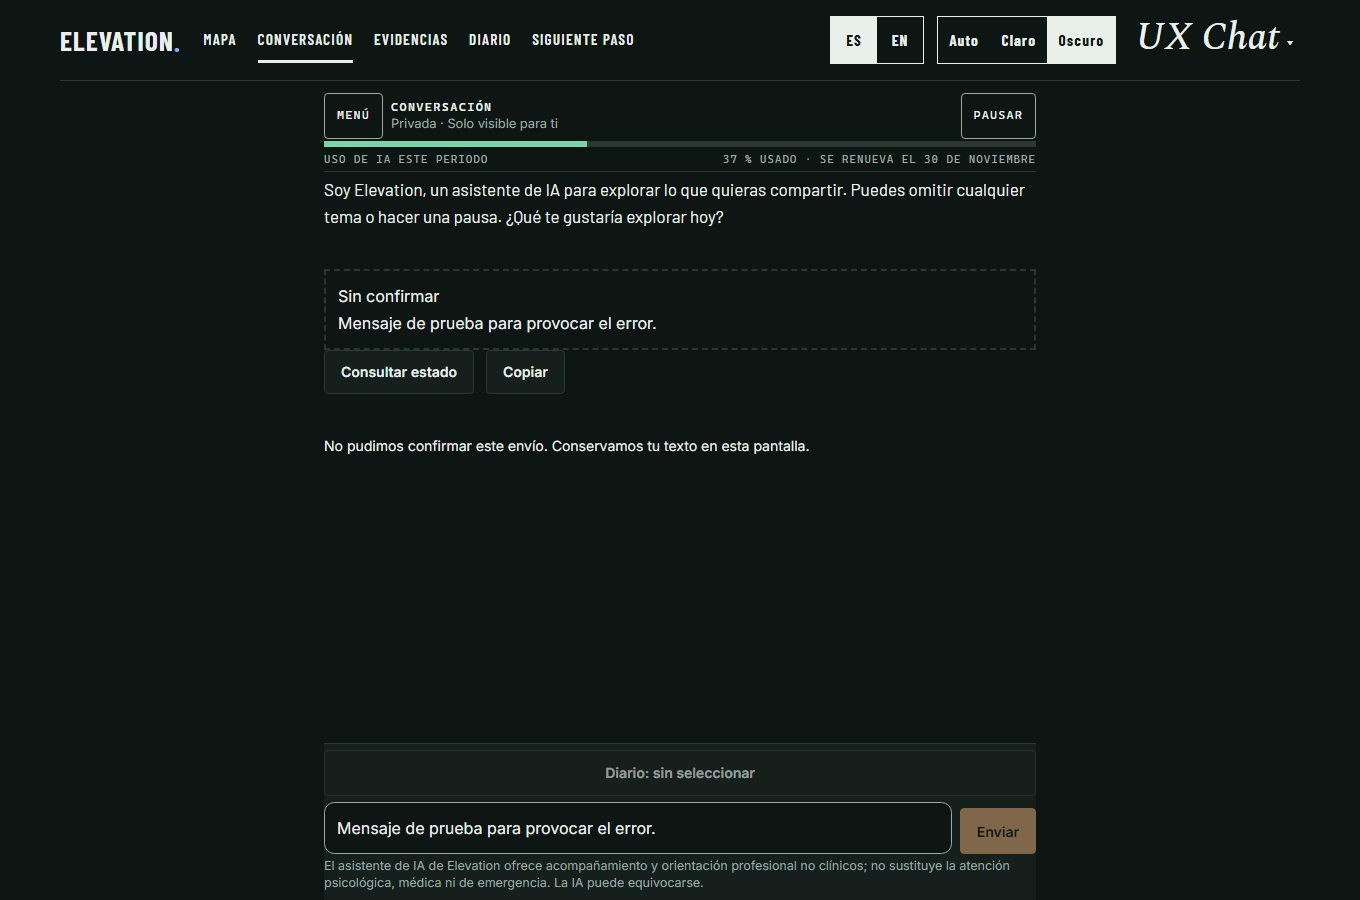 ELEVATION.
MAPA
CONVERSACIÓN
EVIDENCIAS
DIARIO
SIGUIENTE PASO
ES
EN
Auto
Claro
Oscuro
UX Chat
MENÚ
CONVERSACIÓN
Privada · Solo visible para ti
PAUSAR
USO DE IA ESTE PERIODO
37 % USADO · SE RENUEVA EL 30 DE NOVIEMBRE
Soy Elevation, un asistente de IA para explorar lo que quieras compartir. Puedes omitir cualquier
tema o hacer una pausa. ¿Qué te gustaría explorar hoy?
Sin confirmar
Mensaje de prueba para provocar el error.
Consultar estado
Copiar
No pudimos confirmar este envío. Conservamos tu texto en esta pantalla.
Diario: sin seleccionar
Mensaje de prueba para provocar el error.
Enviar
El asistente de IA de Elevation ofrece acompañamiento y orientación profesional no clínicos; no sustituye la atención
psicológica, médica ni de emergencia. La IA puede equivocarse.